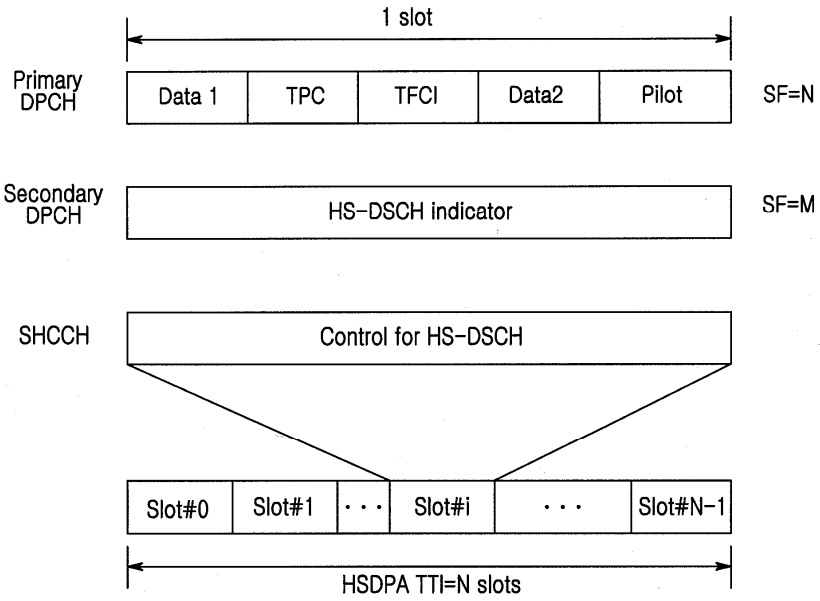 1 slot
Primary
DPCH
Data 1 TPC TFCI Data2 Pilot SF=N
Secondary
DPCH
HS-DSCH indicator SF=M
SHCCH Control for HS-DSCH
Slot#0 Slot#1 ··· Slot#i ··· Slot#N-1
HSDPA TTI=N slots